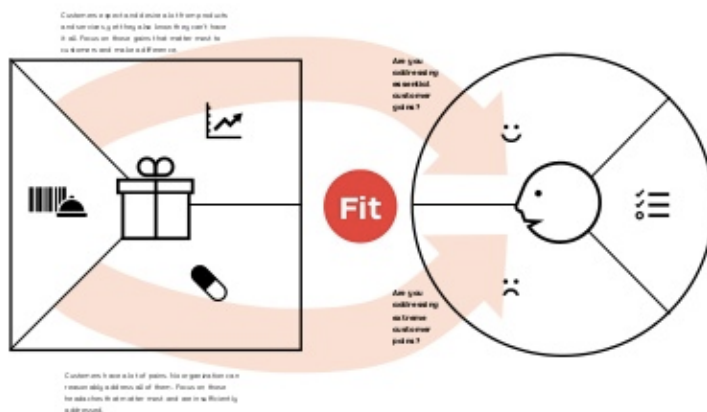 Customers expect and desire a lot from products
and services, yet they also know they can't have
it all. Focus on those gains that matter most to
customers and make a difference.
Are you
addressing
essential
customer
gains?
Fit
Are you
addressing
extreme
customer
pains?
Customers have a lot of pains. No organization can
reasonably address all of them. Focus on those
headaches that matter most and are insufficiently
addressed.